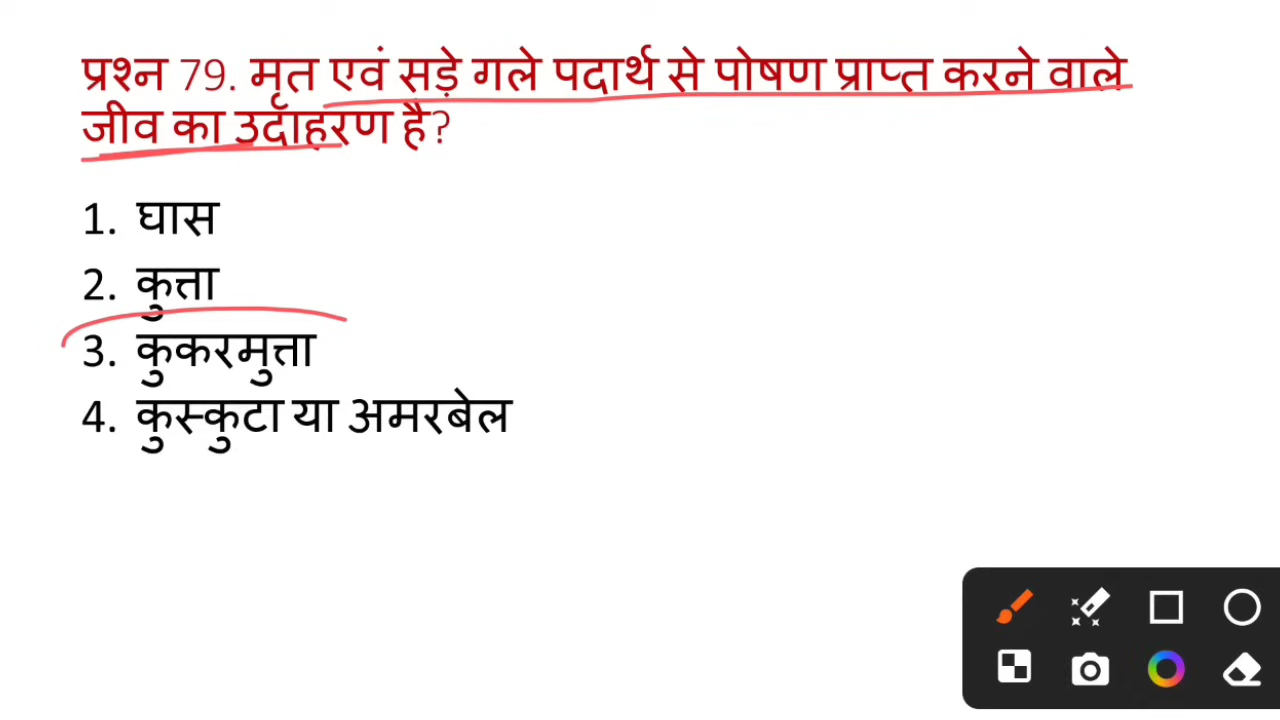 प्रश्न 79. मृत एवं सड़े गले पदार्थ से पोषण प्राप्त करने वाले
जीव का उदाहरण है?
1. घास
2. कुत्ता
3. कुकरमुत्ता
4. कुस्कुटा या अमरबेल